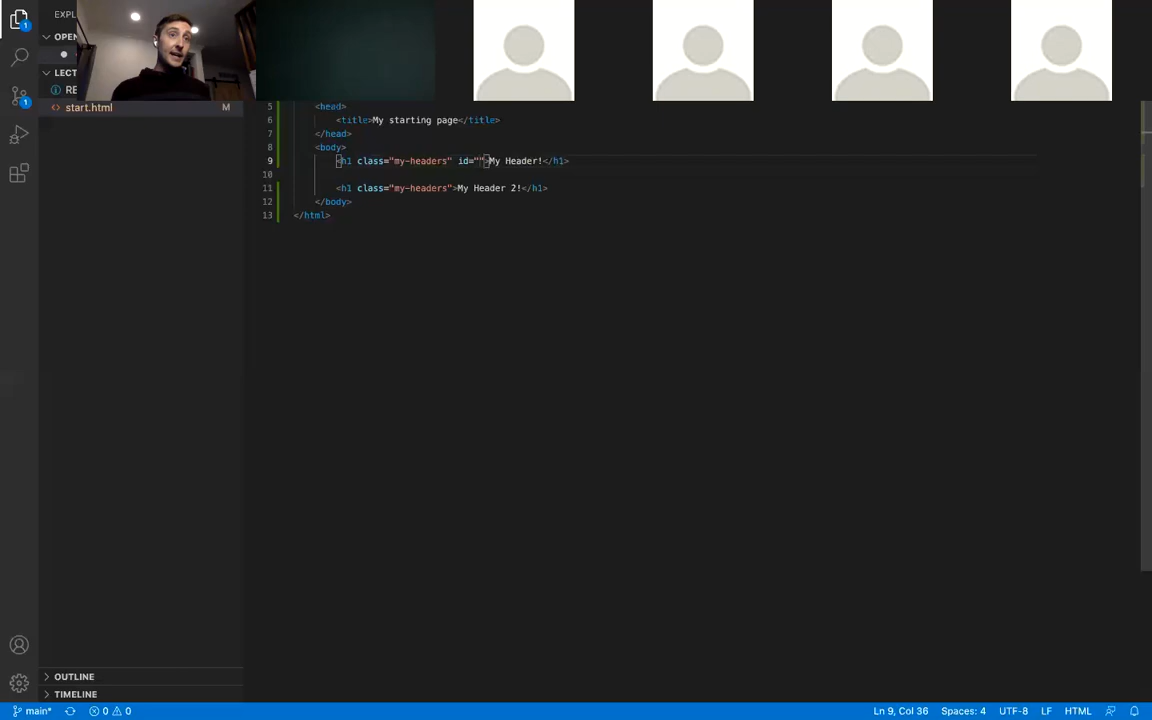 EXPL
1
OPEN
LECT
RE
start.html M
1
5 <head>
6 <title>My starting page</title>
7 </head>
8 <body>
9 <h1 class="my-headers" id="">My Header!</h1>
10
11 <h1 class="my-headers">My Header 2!</h1>
12 </body>
13 </html>
OUTLINE
TIMELINE
main* 0 0 Ln 9, Col 36 Spaces: 4 UTF-8 LF HTML